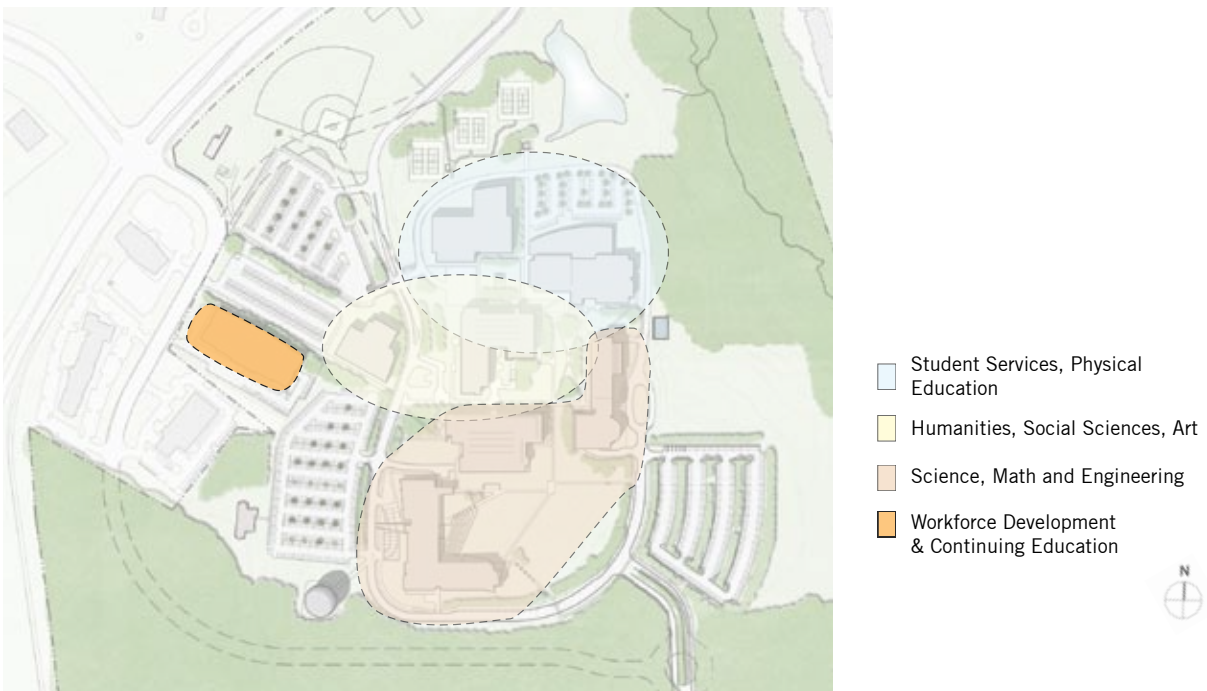 Student Services, Physical
Education
Humanities, Social Sciences, Art
Science, Math and Engineering
Workforce Development
& Continuing Education
N